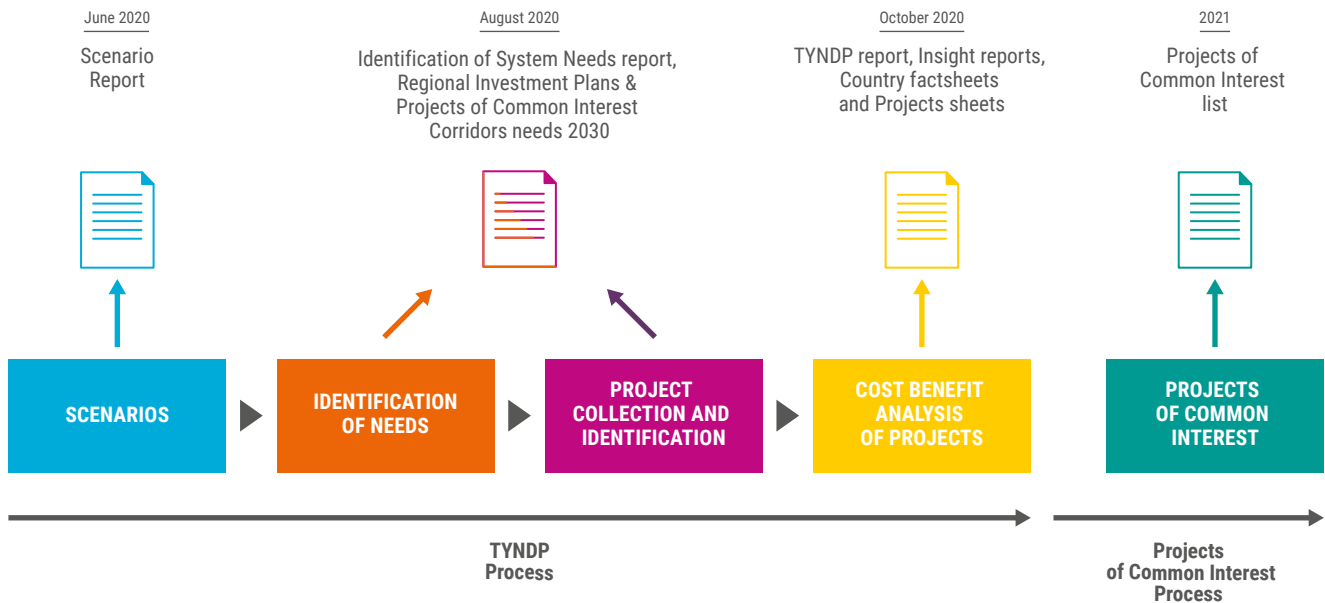 June 2020
Scenario
Report
August 2020
Identification of System Needs report,
Regional Investment Plans &
Projects of Common Interest
Corridors needs 2030
October 2020
TYNDP report, Insight reports,
Country factsheets
and Projects sheets
2021
Projects of
Common Interest
list
SCENARIOS
IDENTIFICATION
OF NEEDS
PROJECT
COLLECTION AND
IDENTIFICATION
COST BENEFIT
ANALYSIS
OF PROJECTS
PROJECTS
OF COMMON
INTEREST
TYNDP
Process
Projects
of Common Interest
Process